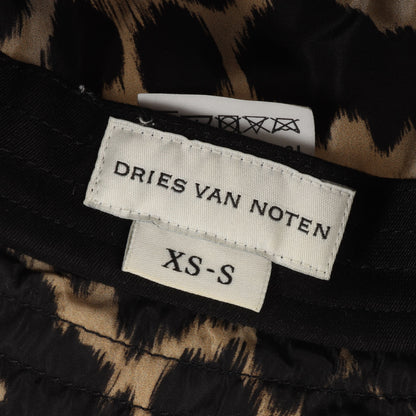 DRIES VAN NOTEN
XS-S